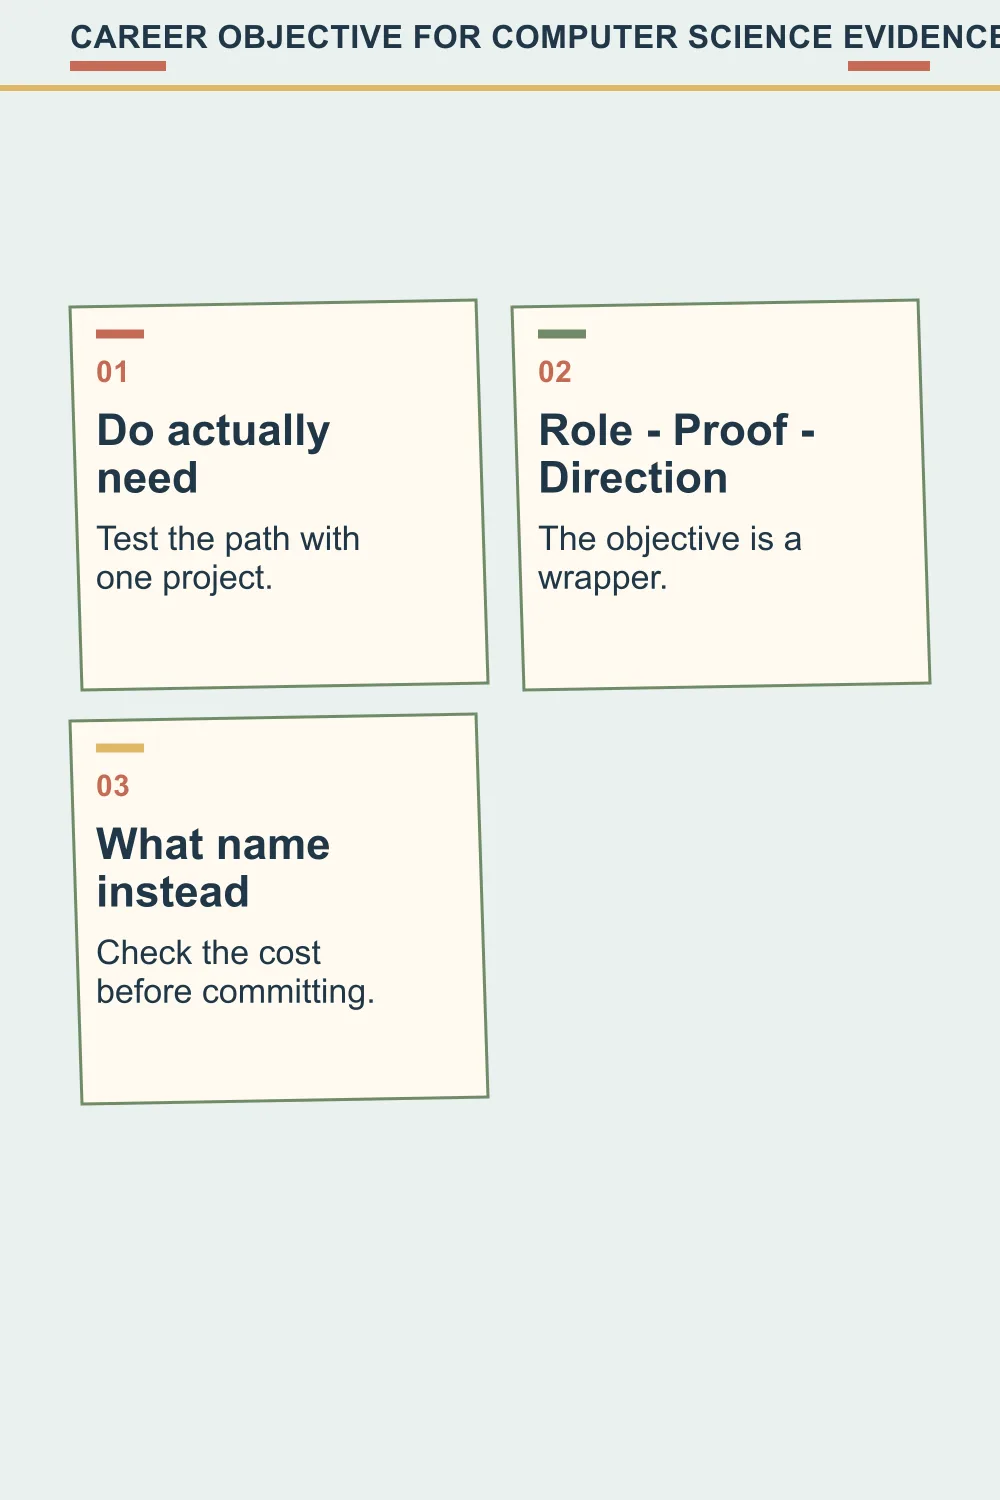 CAREER OBJECTIVE FOR COMPUTER SCIENCE EVIDENCE
01
Do actually
need
Test the path with
one project.
02
Role - Proof -
Direction
The objective is a
wrapper.
03
What name
instead
Check the cost
before committing.